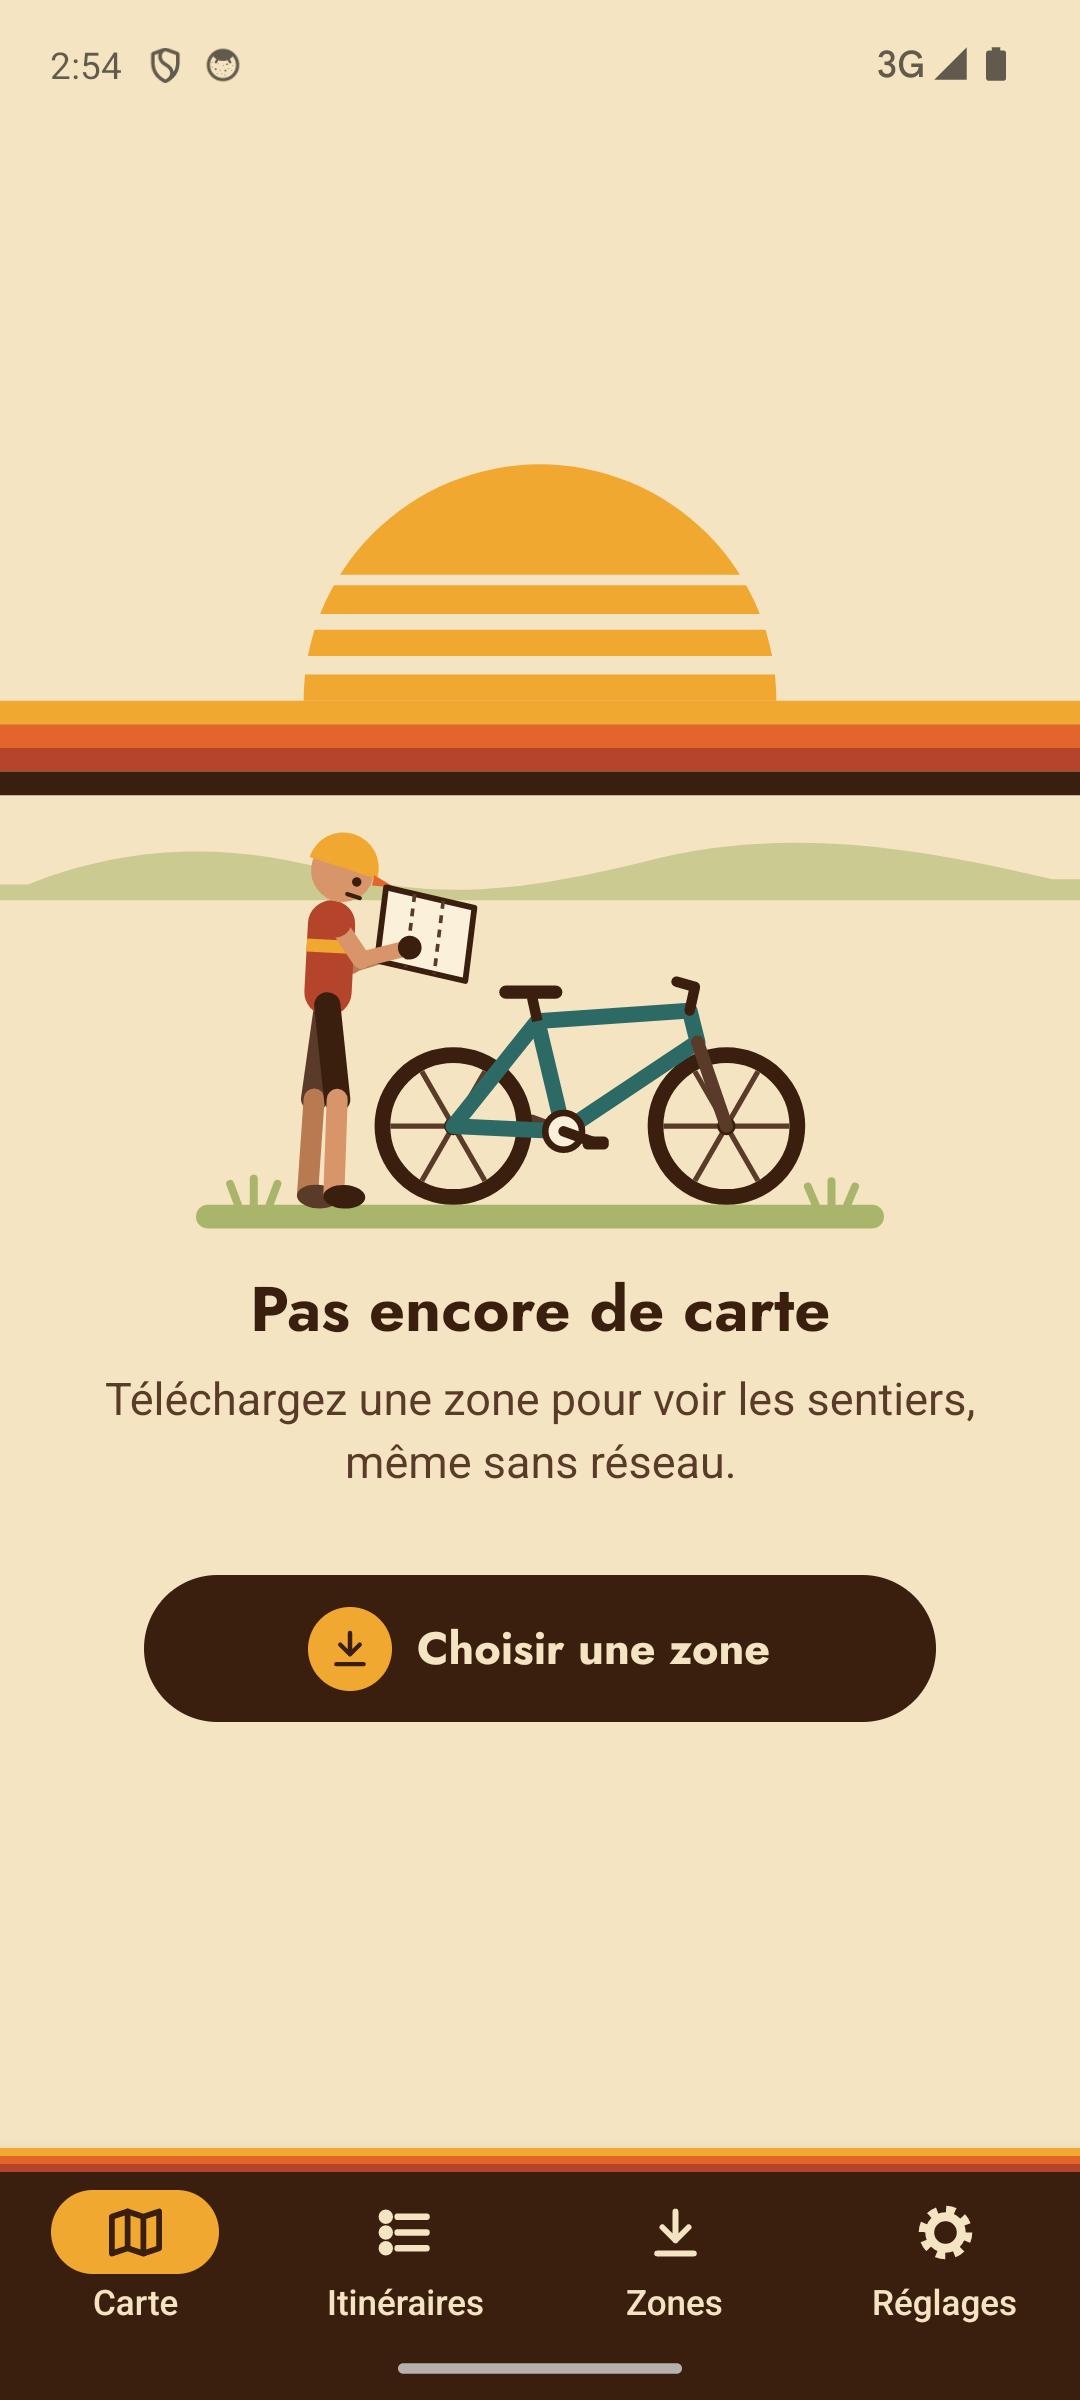 2:54
3G
Pas encore de carte
Téléchargez une zone pour voir les sentiers,
même sans réseau.
Choisir une zone
Carte
Itinéraires
Zones
Réglages